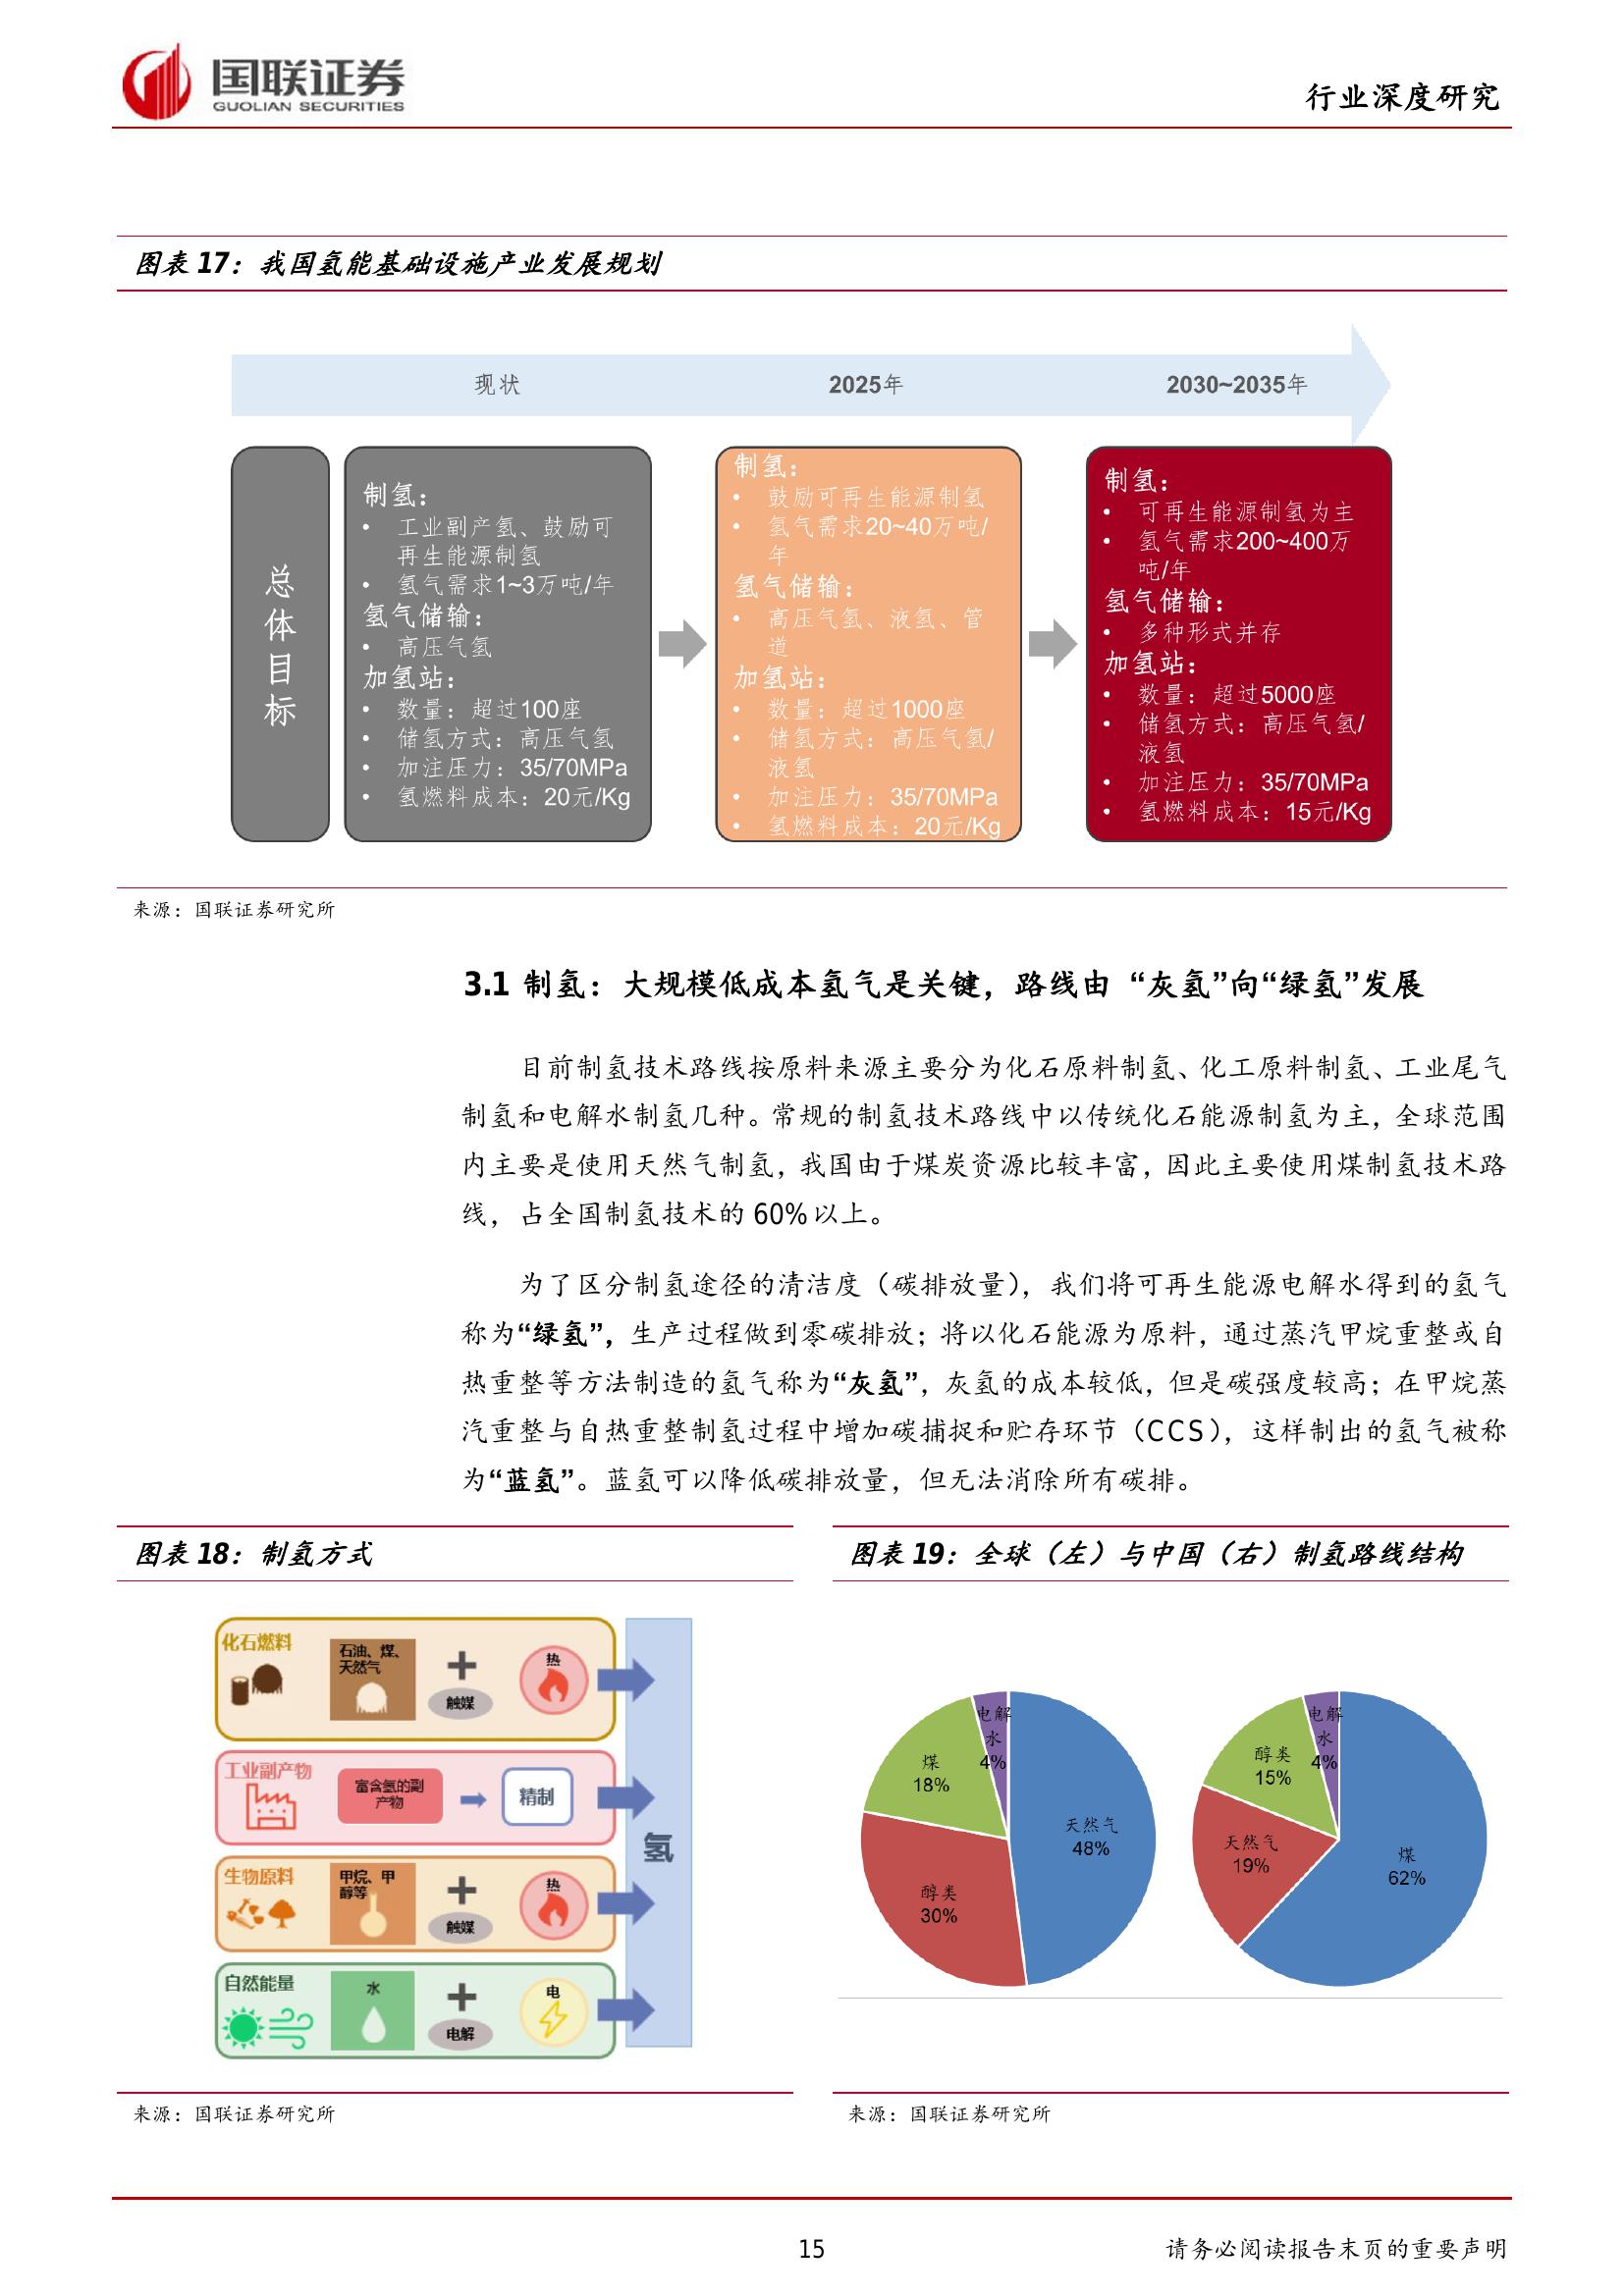 国联证券
GUOLIAN SECURITIES
行业深度研究
图表 17：我国氢能基础设施产业发展规划
现状
2025年
2030~2035年
总
体
目
标
制氢：
• 工业副产氢、鼓励可
再生能源制氢
• 氢气需求1~3万吨/年
氢气储输：
• 高压气氢
加氢站：
• 数量：超过100座
• 储氢方式：高压气氢
• 加注压力：35/70MPa
• 氢燃料成本：20元/Kg
制氢：
• 鼓励可再生能源制氢
• 氢气需求20~40万吨/
年
氢气储输：
• 高压气氢、液氢、管
道
加氢站：
• 数量：超过1000座
• 储氢方式：高压气氢/
液氢
• 加注压力：35/70MPa
• 氢燃料成本：20元/Kg
制氢：
• 可再生能源制氢为主
• 氢气需求200~400万
吨/年
氢气储输：
• 多种形式并存
加氢站：
• 数量：超过5000座
• 储氢方式：高压气氢/
液氢
• 加注压力：35/70MPa
• 氢燃料成本：15元/Kg
来源：国联证券研究所
3.1 制氢：大规模低成本氢气是关键，路线由 “灰氢”向“绿氢”发展
目前制氢技术路线按原料来源主要分为化石原料制氢、化工原料制氢、工业尾气
制氢和电解水制氢几种。常规的制氢技术路线中以传统化石能源制氢为主，全球范围
内主要是使用天然气制氢，我国由于煤炭资源比较丰富，因此主要使用煤制氢技术路
线，占全国制氢技术的 60%以上。
为了区分制氢途径的清洁度（碳排放量），我们将可再生能源电解水得到的氢气
称为“绿氢”，生产过程做到零碳排放；将以化石能源为原料，通过蒸汽甲烷重整或自
热重整等方法制造的氢气称为“灰氢”，灰氢的成本较低，但是碳强度较高；在甲烷蒸
汽重整与自热重整制氢过程中增加碳捕捉和贮存环节（CCS），这样制出的氢气被称
为“蓝氢”。蓝氢可以降低碳排放量，但无法消除所有碳排。
图表 18：制氢方式
化石燃料
石油、煤、
天然气
+
触媒
热
工业副产物
富含氢的副
产物
精制
生物原料
甲烷、甲
醇等
+
触媒
热
自然能量
水
+
电解
电
氢
来源：国联证券研究所
图表 19：全球（左）与中国（右）制氢路线结构
电解
水
4%
煤
18%
天然气
48%
醇类
30%
电解
水
4%
醇类
15%
天然气
19%
煤
62%
来源：国联证券研究所
15
请务必阅读报告末页的重要声明